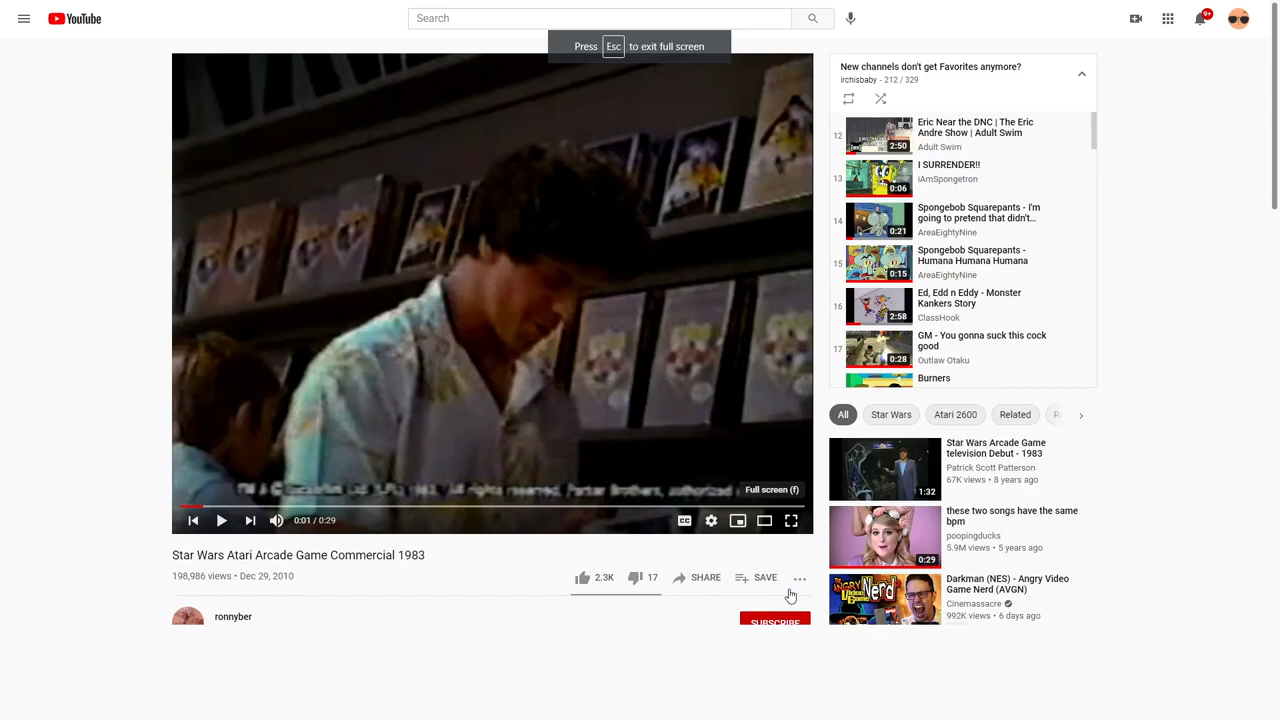 YouTube
Search
9+
Press Esc to exit full screen
New channels don't get Favorites anymore?
irchisbaby - 212 / 329
12
2:50
Eric Near the DNC | The Eric
Andre Show | Adult Swim
Adult Swim
13
0:06
I SURRENDER!!
iAmSpongetron
14
0:21
Spongebob Squarepants - I'm
going to pretend that didn't...
AreaEightyNine
15
0:15
Spongebob Squarepants -
Humana Humana Humana
AreaEightyNine
16
2:58
Ed, Edd n Eddy - Monster
Kankers Story
ClassHook
17
0:28
GM - You gonna suck this cock
good
Outlaw Otaku
Burners
Full screen (f)
0:01 / 0:29
CC
Star Wars Atari Arcade Game Commercial 1983
198,986 views • Dec 29, 2010
2.3K 17 SHARE SAVE
ronnyber
SUBSCRIBE
All Star Wars Atari 2600 Related
1:32
Star Wars Arcade Game
television Debut - 1983
Patrick Scott Patterson
67K views • 8 years ago
0:29
these two songs have the same
bpm
poopingducks
5.9M views • 5 years ago
ANGRY
VIDEO
GAME
NERD
Darkman (NES) - Angry Video
Game Nerd (AVGN)
Cinemassacre
992K views • 6 days ago